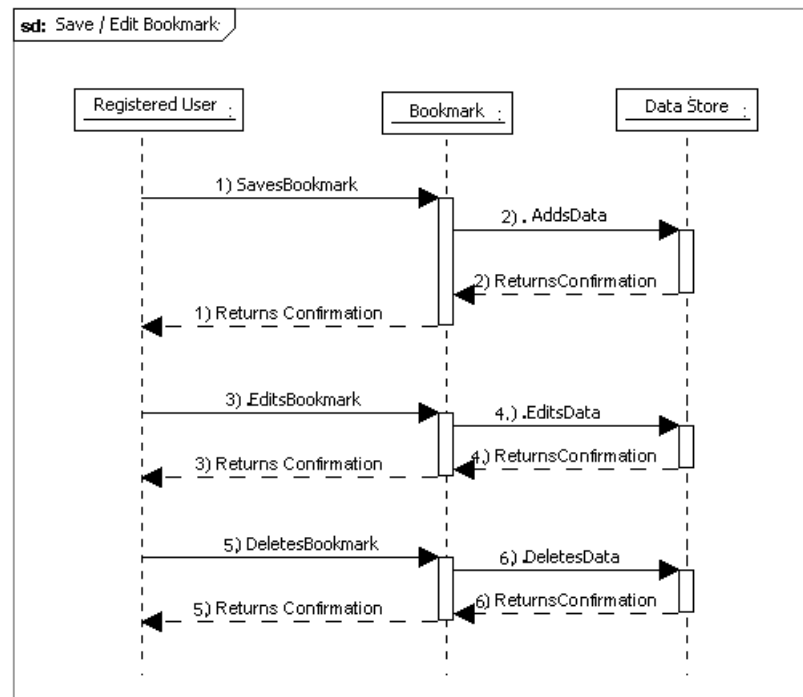 sd: Save / Edit Bookmark:
Registered User :
Bookmark :
Data Store :
1) SavesBookmark
2) . AddsData
2) ReturnsConfirmation
1) Returns Confirmation
3) .EditsBookmark
4.) .EditsData
4.) ReturnsConfirmation
3) Returns Confirmation
5.) DeletesBookmark
6.) .DeletesData
6) ReturnsConfirmation
5.) Returns Confirmation